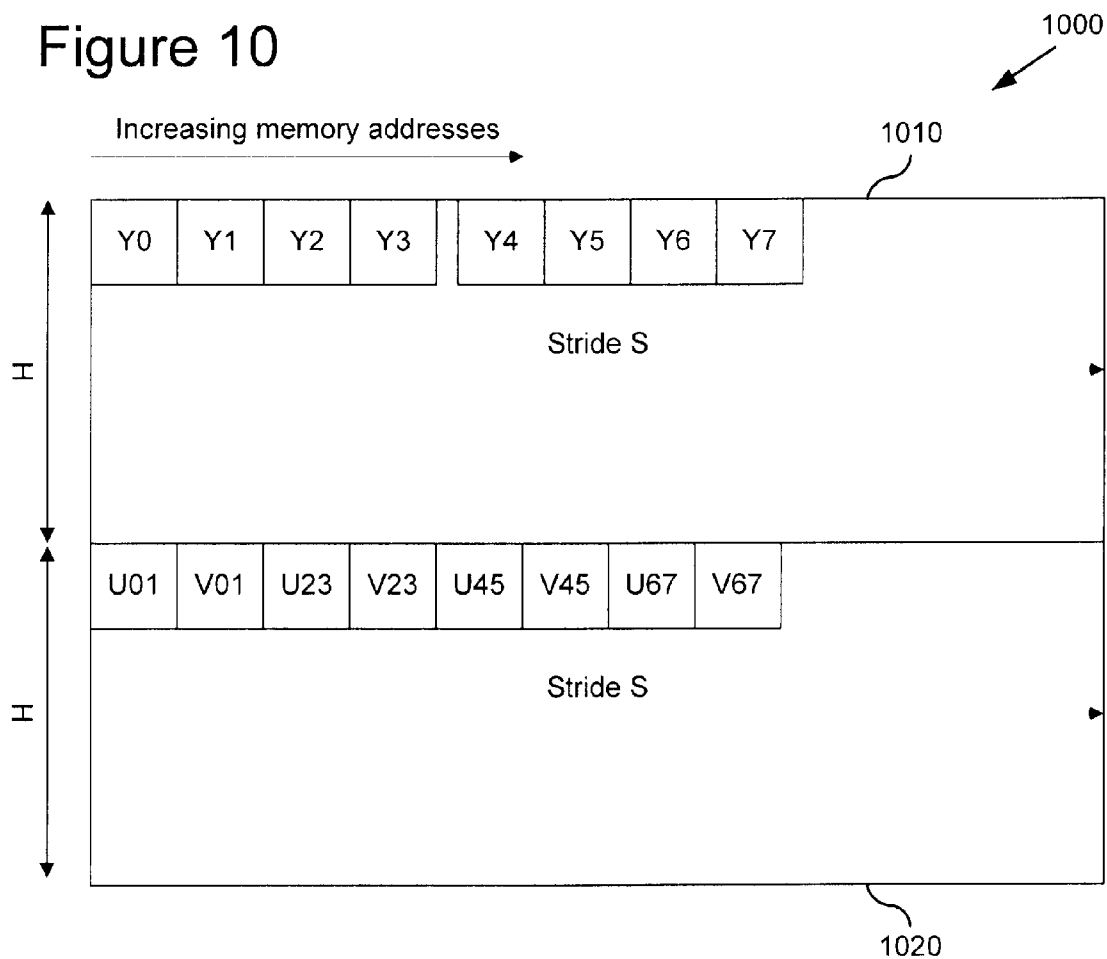 Figure 10
1000
Increasing memory addresses
1010
Y0 Y1 Y2 Y3 Y4 Y5 Y6 Y7
Stride S
H
U01 V01 U23 V23 U45 V45 U67 V67
Stride S
H
1020